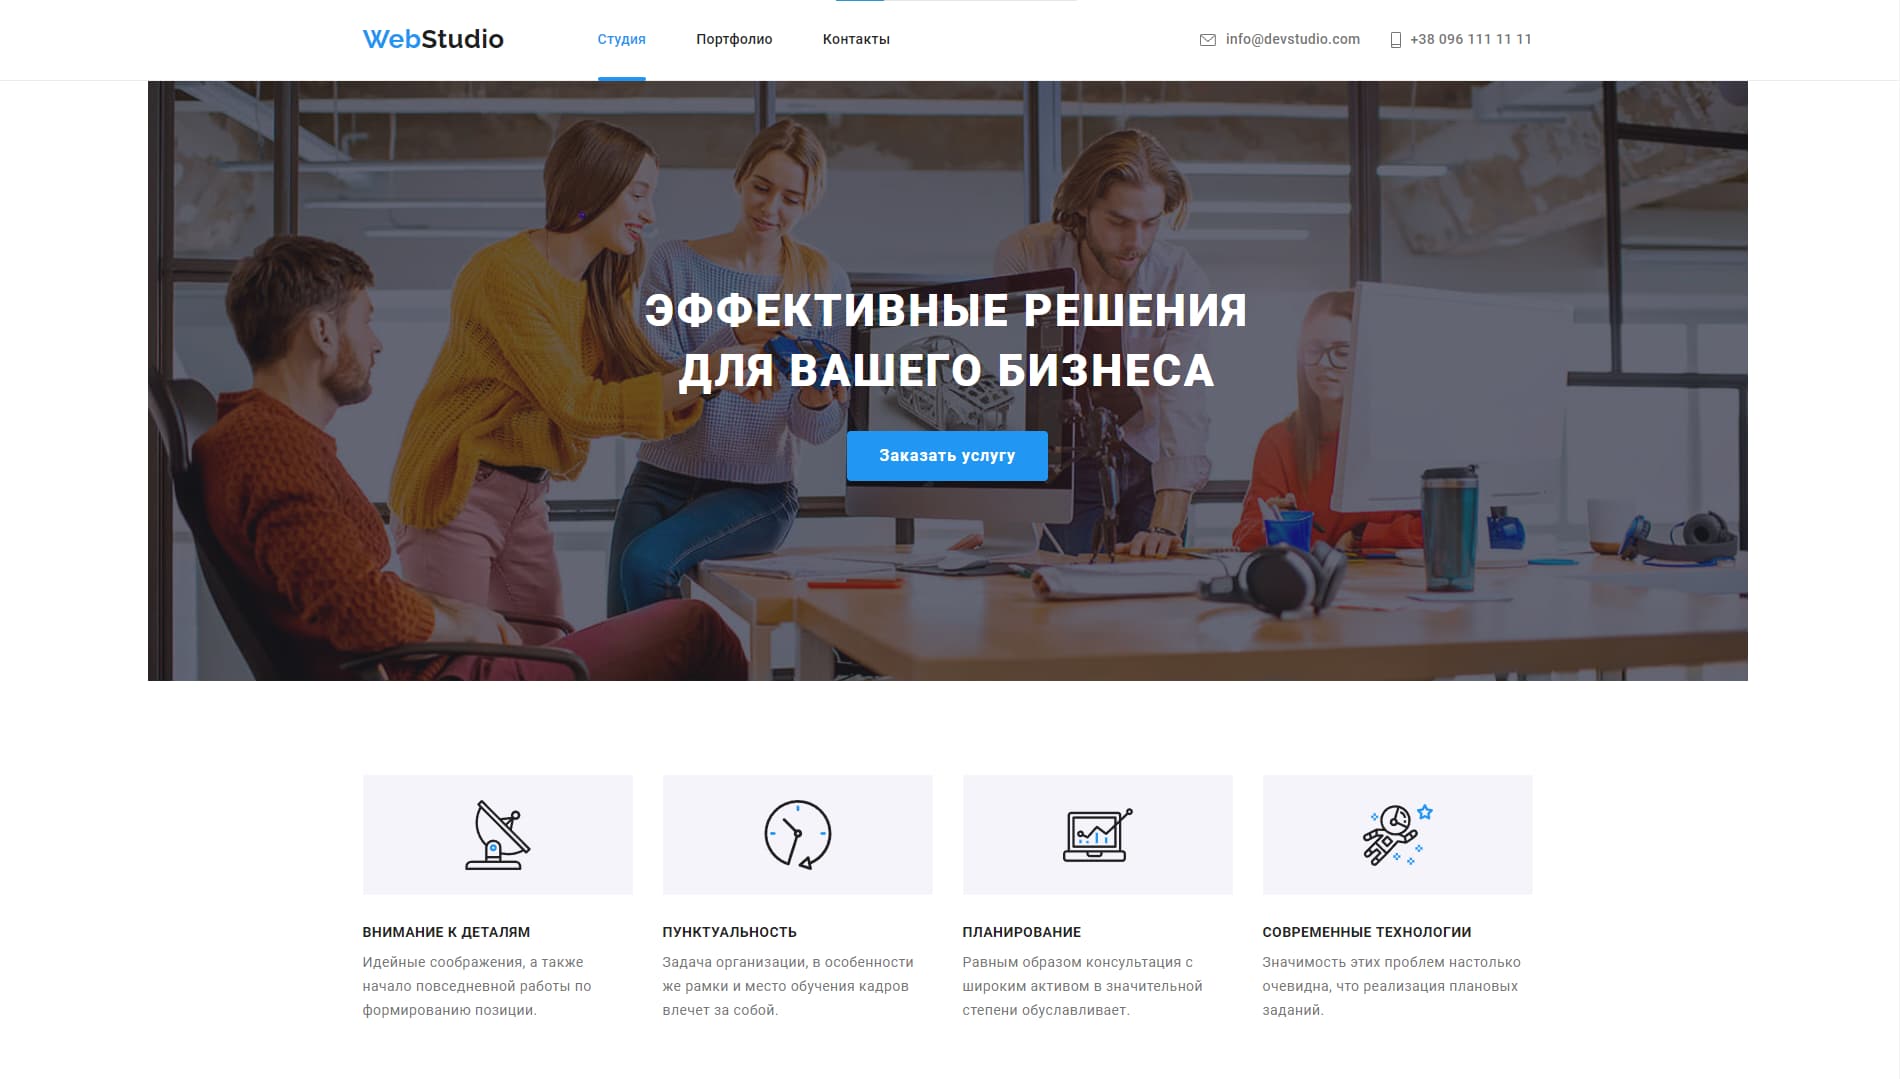 WebStudio
Студия
Портфолио
Контакты
info@devstudio.com
+38 096 111 11 11
ЭФФЕКТИВНЫЕ РЕШЕНИЯ
ДЛЯ ВАШЕГО БИЗНЕСА
Заказать услугу
ВНИМАНИЕ К ДЕТАЛЯМ
Идейные соображения, а также
начало повседневной работы по
формированию позиции.
ПУНКТУАЛЬНОСТЬ
Задача организации, в особенности
же рамки и место обучения кадров
влечет за собой.
ПЛАНИРОВАНИЕ
Равным образом консультация с
широким активом в значительной
степени обуславливает.
СОВРЕМЕННЫЕ ТЕХНОЛОГИИ
Значимость этих проблем настолько
очевидна, что реализация плановых
заданий.